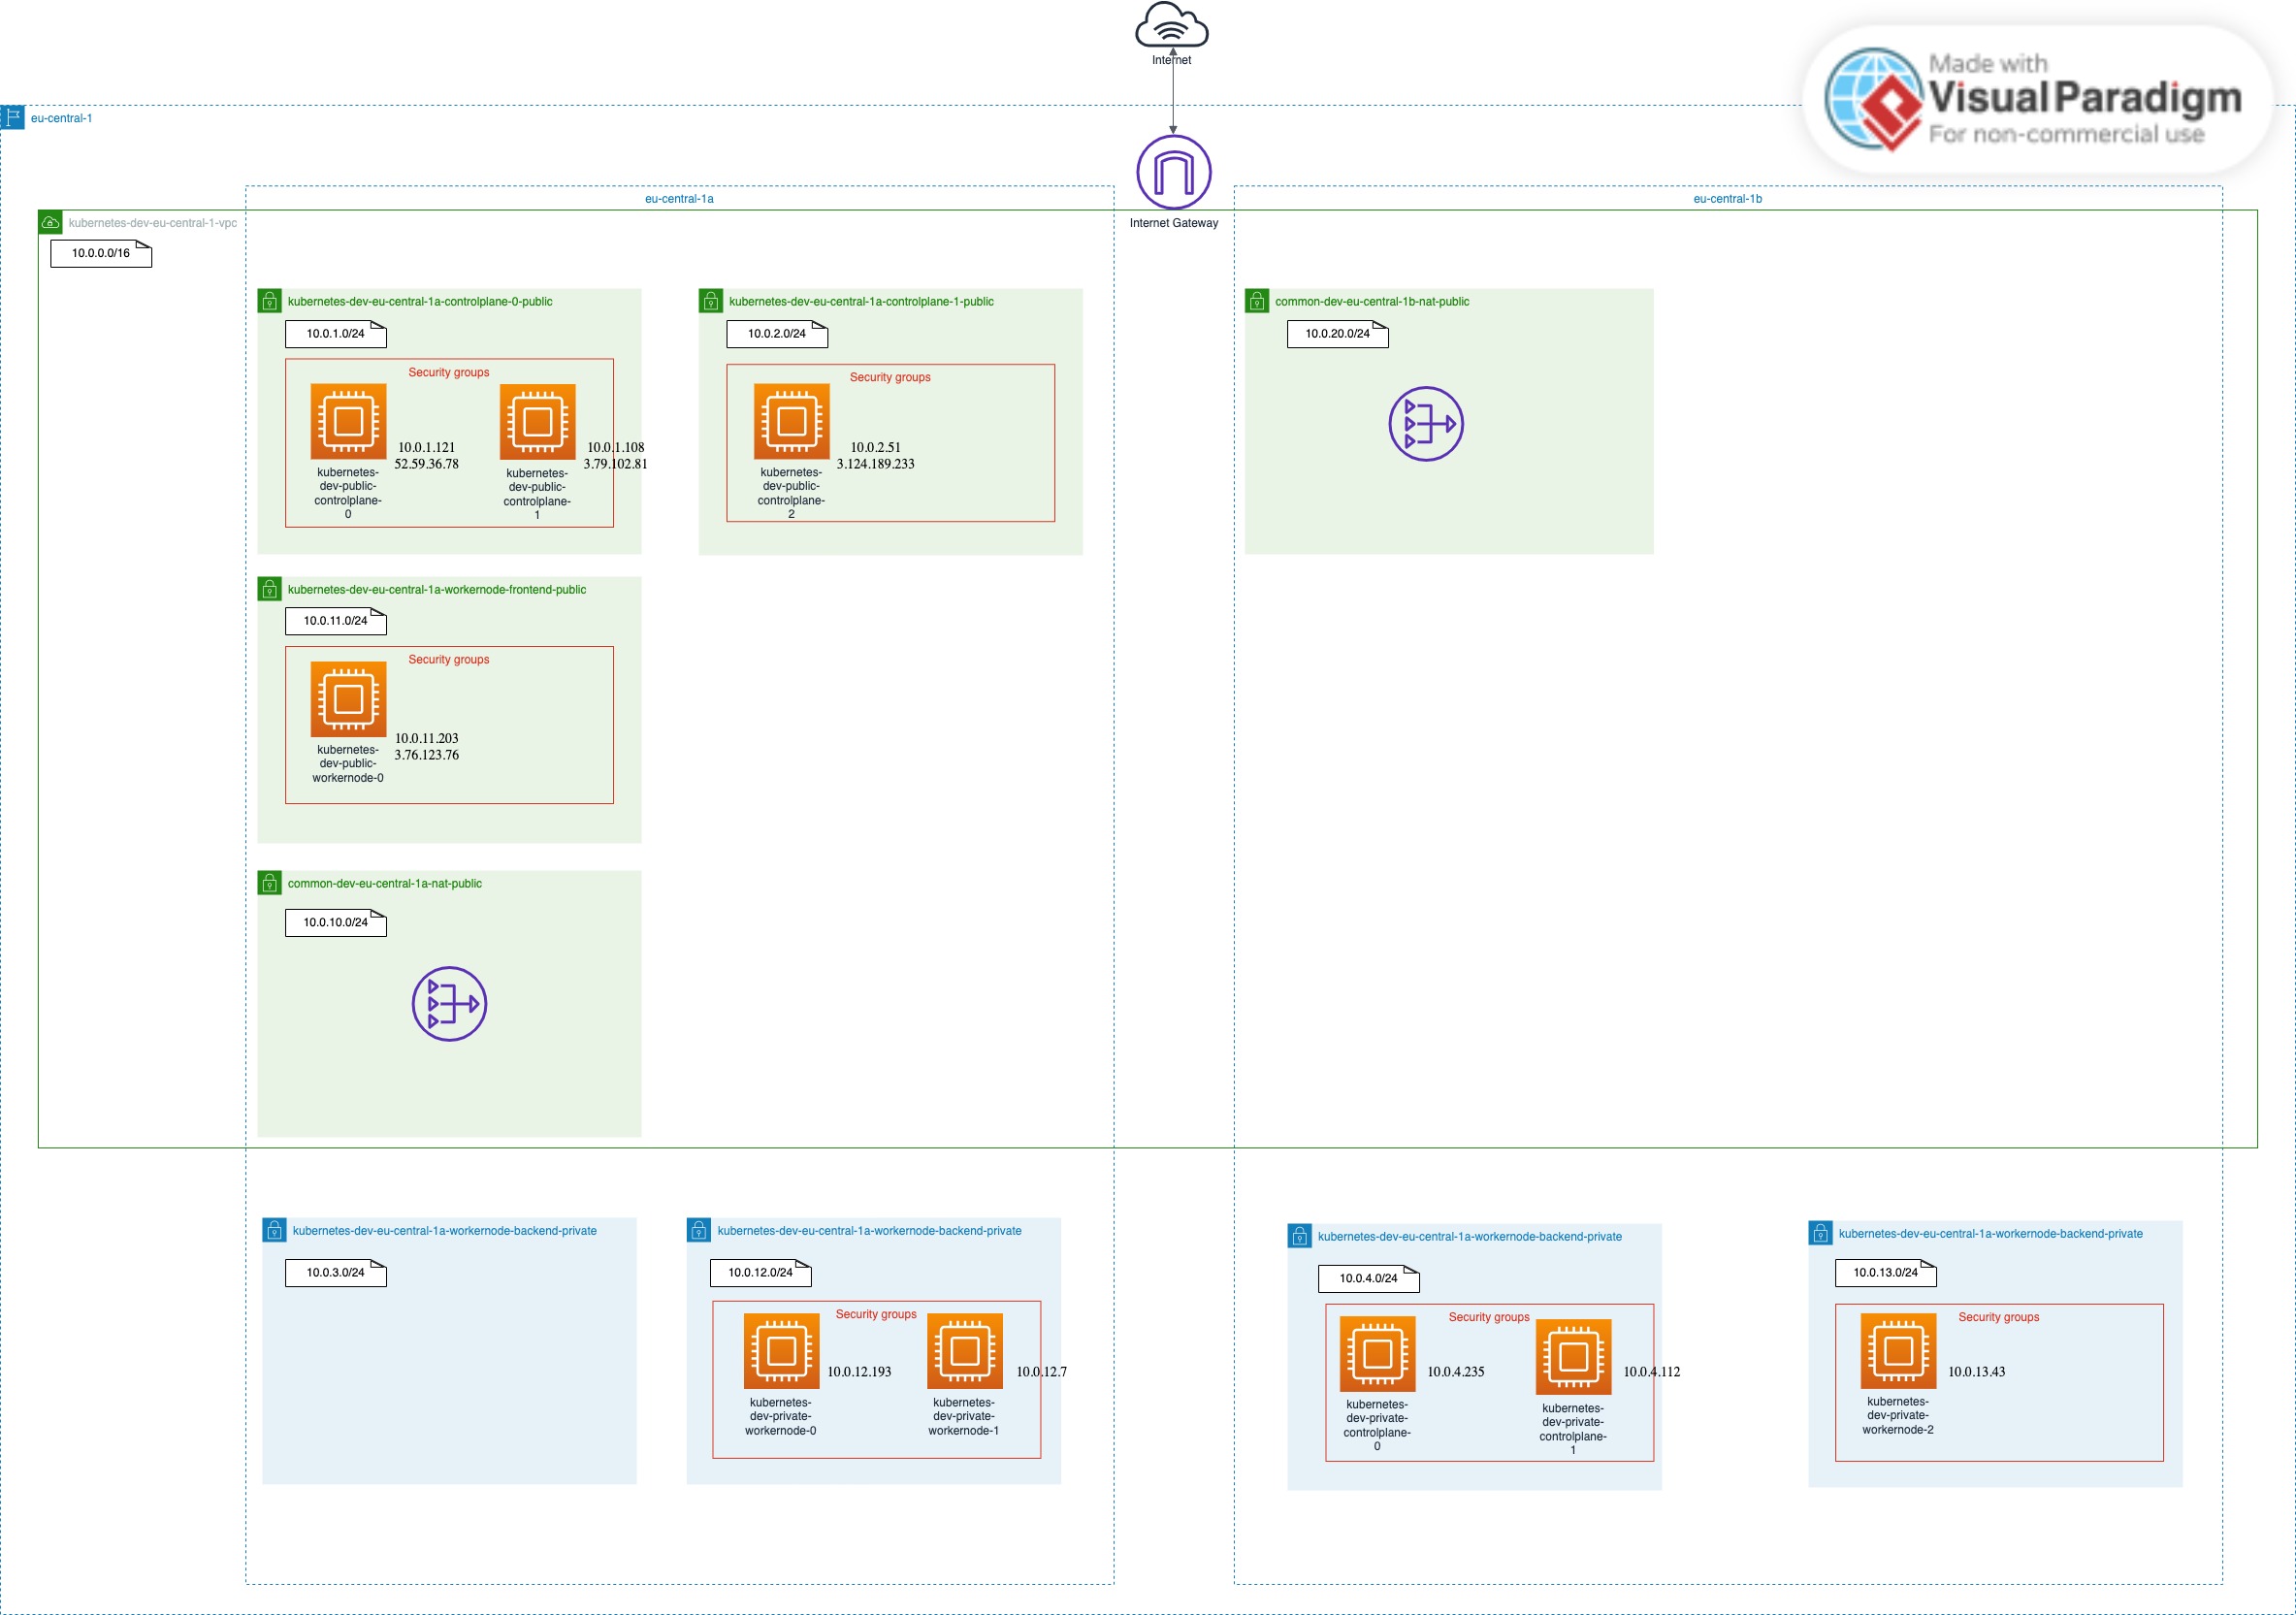 Internet
Made with
Visual Paradigm
For non-commercial use
eu-central-1
eu-central-1a
eu-central-1b
Internet Gateway
kubernetes-dev-eu-central-1-vpc
10.0.0.0/16
kubernetes-dev-eu-central-1a-controlplane-0-public
10.0.1.0/24
Security groups
10.0.1.121
52.59.36.78
kubernetes-
dev-public-
controlplane-
0
10.0.1.108
3.79.102.81
kubernetes-
dev-public-
controlplane-
1
kubernetes-dev-eu-central-1a-controlplane-1-public
10.0.2.0/24
Security groups
10.0.2.51
3.124.189.233
kubernetes-
dev-public-
controlplane-
2
common-dev-eu-central-1b-nat-public
10.0.20.0/24
kubernetes-dev-eu-central-1a-workernode-frontend-public
10.0.11.0/24
Security groups
10.0.11.203
3.76.123.76
kubernetes-
dev-public-
workernode-0
common-dev-eu-central-1a-nat-public
10.0.10.0/24
kubernetes-dev-eu-central-1a-workernode-backend-private
10.0.3.0/24
kubernetes-dev-eu-central-1a-workernode-backend-private
10.0.12.0/24
Security groups
10.0.12.193
kubernetes-
dev-private-
workernode-0
10.0.12.7
kubernetes-
dev-private-
workernode-1
kubernetes-dev-eu-central-1a-workernode-backend-private
10.0.4.0/24
Security groups
10.0.4.235
kubernetes-
dev-private-
controlplane-
0
10.0.4.112
kubernetes-
dev-private-
controlplane-
1
kubernetes-dev-eu-central-1a-workernode-backend-private
10.0.13.0/24
Security groups
10.0.13.43
kubernetes-
dev-private-
workernode-2